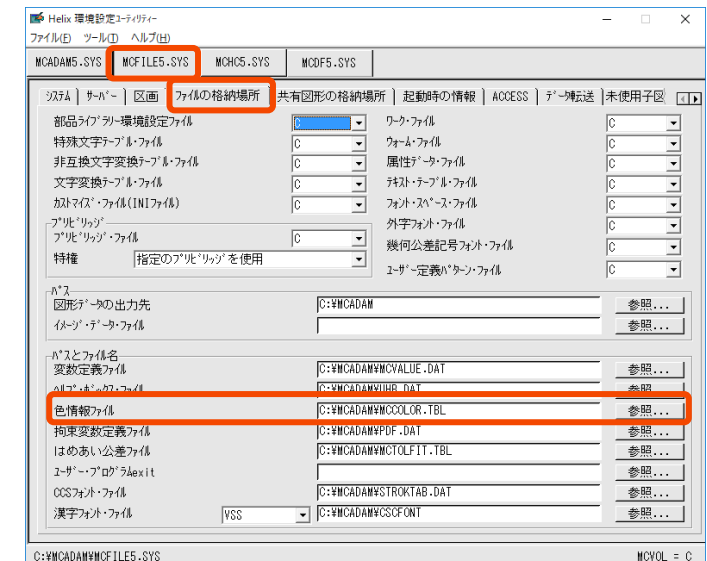 Helix 環境設定ユーティリティー
ファイル(F) ツール(T) ヘルプ(H)
MCADAM5.SYS MCFILE5.SYS MCHC5.SYS MCDF5.SYS
システム サーバー 区画 ファイルの格納場所 共有図形の格納場所 起動時の情報 ACCESS データ転送 未使用子区
部品ライブラリー環境設定ファイル C ワーク・ファイル C
特殊文字テーブル・ファイル C ウォーム・ファイル C
非互換文字変換テーブル・ファイル C 属性データ・ファイル C
文字変換テーブル・ファイル C テキスト・テーブル・ファイル C
カストマイズ・ファイル(INIファイル) C フォント・スペース・ファイル C
プリビリッジ 外字フォント・ファイル C
プリビリッジ・ファイル C 幾何公差記号フォント・ファイル C
特権 指定のプリビリッジを使用 ユーザー定義パターン・ファイル C
パス
図形データの出力先 C:¥MCADAM 参照...
イメージ・データ・ファイル 参照...
パスとファイル名
変数定義ファイル C:¥MCADAM¥MCVALUE.DAT 参照...
ヘルプ・ボックス・ファイル C:¥MCADAM¥UHB.DAT 参照...
色情報ファイル C:¥MCADAM¥MCCOLOR.TBL 参照...
拘束変数定義ファイル C:¥MCADAM¥PDF.DAT 参照...
はめあい公差ファイル C:¥MCADAM¥MCTOLFIT.TBL 参照...
ユーザー・プログラムexit 参照...
CCSフォント・ファイル C:¥MCADAM¥STROKTAB.DAT 参照...
漢字フォント・ファイル VSS C:¥MCADAM¥CSCFONT 参照...
C:¥MCADAM¥MCFILE5.SYS MCVOL = C